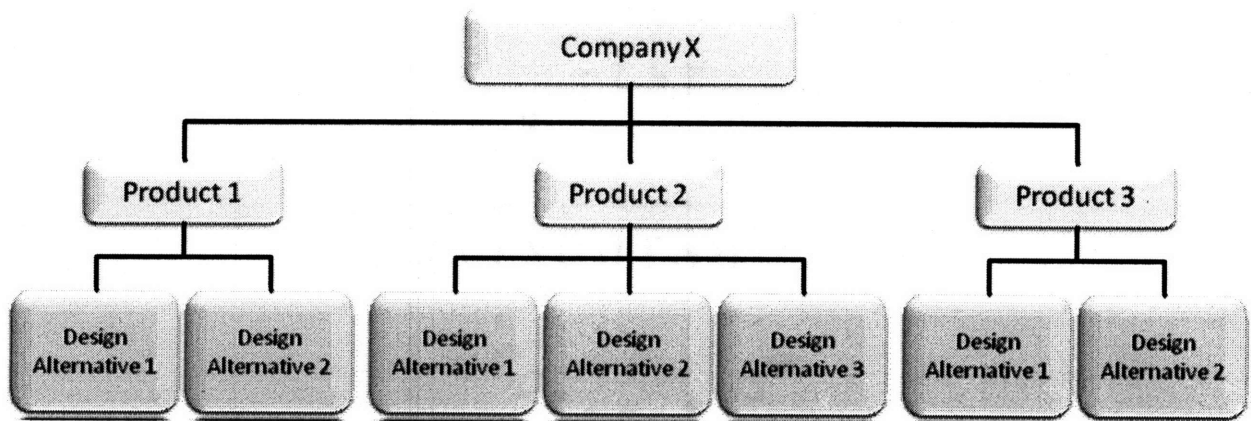 Company X
Product 1
Product 2
Product 3
Design
Alternative 1
Design
Alternative 2
Design
Alternative 1
Design
Alternative 2
Design
Alternative 3
Design
Alternative 1
Design
Alternative 2